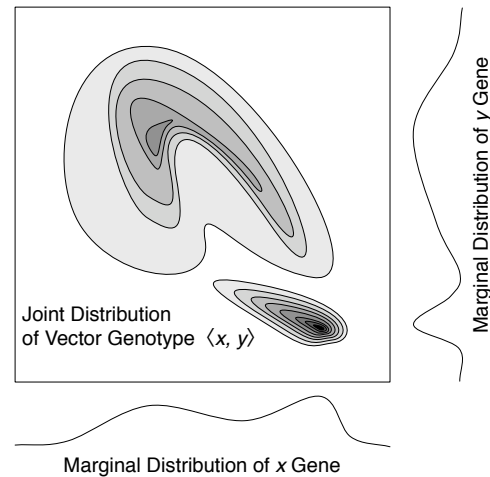 Joint Distribution
of Vector Genotype ⟨x, y⟩
Marginal Distribution of y Gene
Marginal Distribution of x Gene